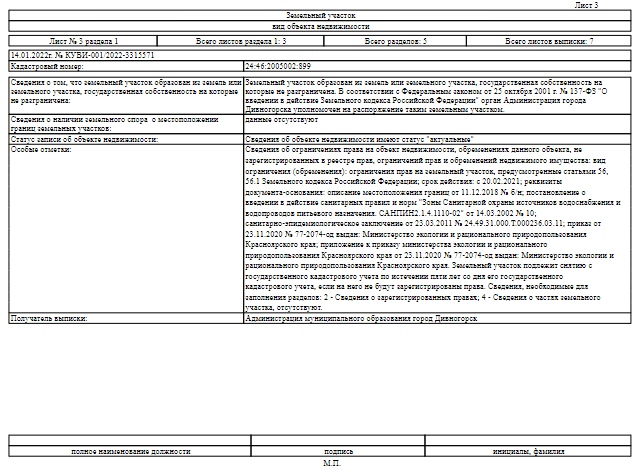 Лист 3
Земельный участок
вид объекта недвижимости
Лист № 3 раздела 1 Всего листов раздела 1: 3 Всего разделов: 5 Всего листов выписки: 7
14.01.2022г. № КУВИ-001/2022-3315571
Кадастровый номер: 24:46:2005002:899
Сведения о том, что земельный участок образован из земель или земельного участка, государственная собственность на которые не разграничена:
Земельный участок образован из земель или земельного участка, государственная собственность на
которые не разграничена. В соответствии с Федеральным законом от 25 октября 2001 г. № 137-ФЗ "О
введении в действие Земельного кодекса Российской Федерации" орган Администрация города
Дивногорска уполномочен на распоряжение таким земельным участком.
Сведения о наличии земельного спора о местоположении
границ земельных участков:
данные отсутствуют
Статус записи об объекте недвижимости: Сведения об объекте недвижимости имеют статус "актуальные"
Особые отметки:
Сведения об ограничениях права на объект недвижимости, обременениях данного объекта, не
зарегистрированных в реестре прав, ограничений прав и обременений недвижимого имущества: вид
ограничения (обременения): ограничения прав на земельный участок, предусмотренные статьями 56,
56.1 Земельного кодекса Российской Федерации; срок действия: с 20.02.2021; реквизиты
документа-основания: описание местоположения границ от 11.12.2018 № б/н; постановление о
введении в действие санитарных правил и норм "Зоны Санитарной охраны источников водоснабжения и
водопроводов питьевого назначения. САНПИН2.1.4.1110-02" от 14.03.2002 № 10;
санитарно-эпидемиологическое заключение от 23.03.2011 № 24.49.31.000.Т.000236.03.11; приказ от
23.11.2020 № 77-2074-од выдан: Министерство экологии и рационального природопользования
Красноярского края; приложение к приказу министерства экологии и рационального
природопользования Красноярского края от 23.11.2020 № 77-2074-од выдан: Министерство экологии и
рационального природопользования Красноярского края. Земельный участок подлежит снятию с
государственного кадастрового учета по истечении пяти лет со дня его государственного
кадастрового учета, если на него не будут зарегистрированы права. Сведения, необходимые для
заполнения разделов: 2 - Сведения о зарегистрированных правах; 4 - Сведения о частях земельного
участка, отсутствуют.
Получатель выписки: Администрация муниципального образования город Дивногорск
полное наименование должности подпись инициалы, фамилия
М.П.